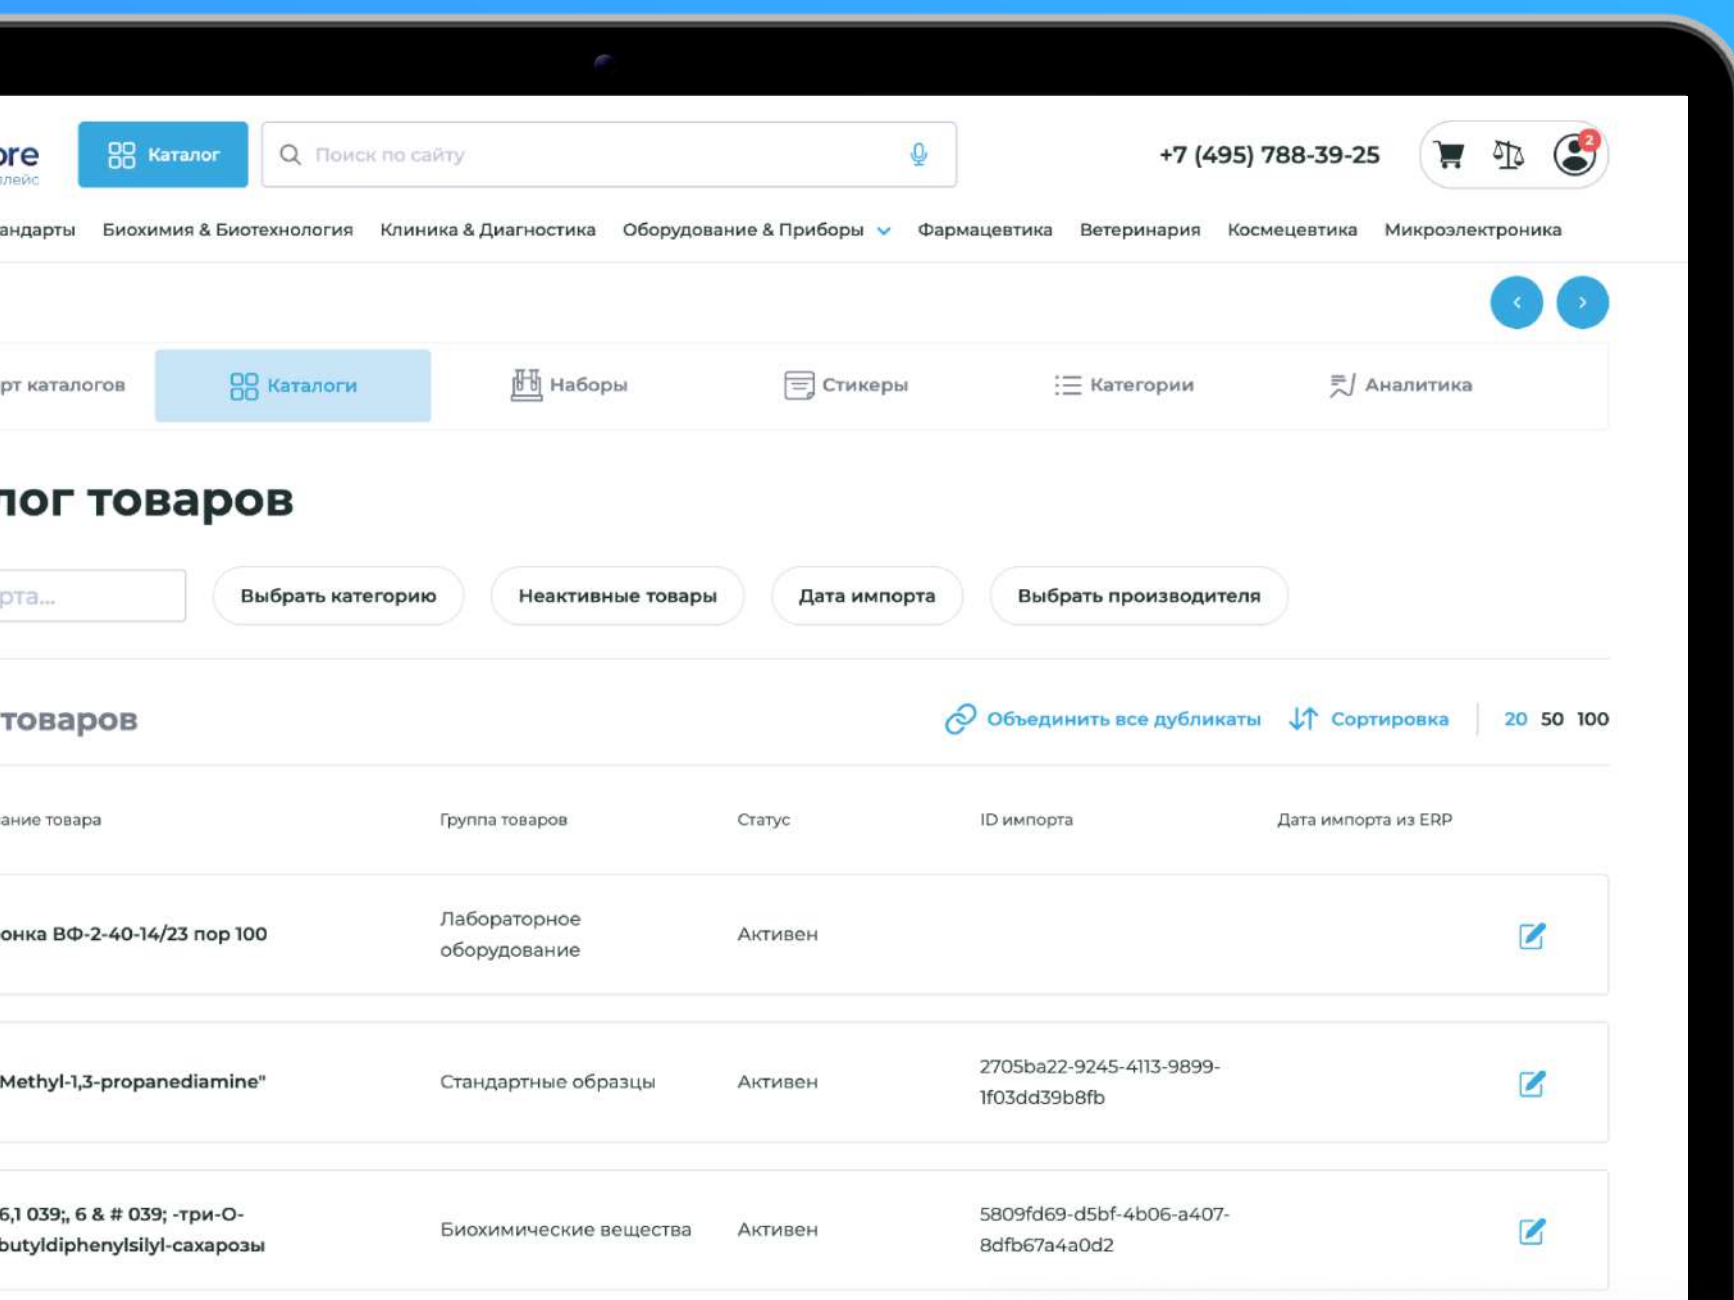 ore
Каталог
Поиск по сайту
+7 (495) 788-39-25
2
плейс
андарты Биохимия & Биотехнология Клиника & Диагностика Оборудование & Приборы Фармацевтика Ветеринария Космецевтика Микроэлектроника
рт каталогов Каталоги Наборы Стикеры Категории Аналитика
лог товаров
рта... Выбрать категорию Неактивные товары Дата импорта Выбрать производителя
товаров Объединить все дубликаты Сортировка 20 50 100
ание товара Группа товаров Статус ID импорта Дата импорта из ERP
онка ВФ-2-40-14/23 пор 100
Лабораторное
оборудование
Активен
Methyl-1,3-propanediamine"
Стандартные образцы
Активен
2705ba22-9245-4113-9899-
1f03dd39b8fb
6,1 039;, 6 & # 039; -три-О-
butyldiphenylsilyl-сахарозы
Биохимические вещества
Активен
5809fd69-d5bf-4b06-a407-
8dfb67a4a0d2